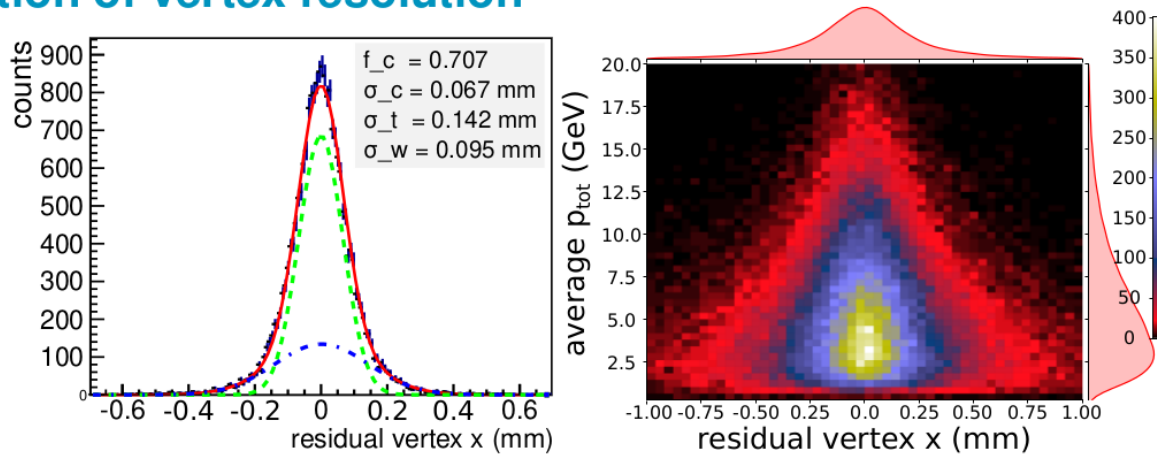 tion of vertex resolution
counts
900
800
700
600
500
400
300
200
100
0
f_c = 0.707
σ_c = 0.067 mm
σ_t = 0.142 mm
σ_w = 0.095 mm
-0.6 -0.4 -0.2 0 0.2 0.4 0.6
residual vertex x (mm)
average p_tot (GeV)
20.0
17.5
15.0
12.5
10.0
7.5
5.0
2.5
-1.00 -0.75 -0.50 0.25 0.0 0.25 0.50 0.75 1.00
residual vertex x (mm)
400
350
300
250
200
150
100
50
0